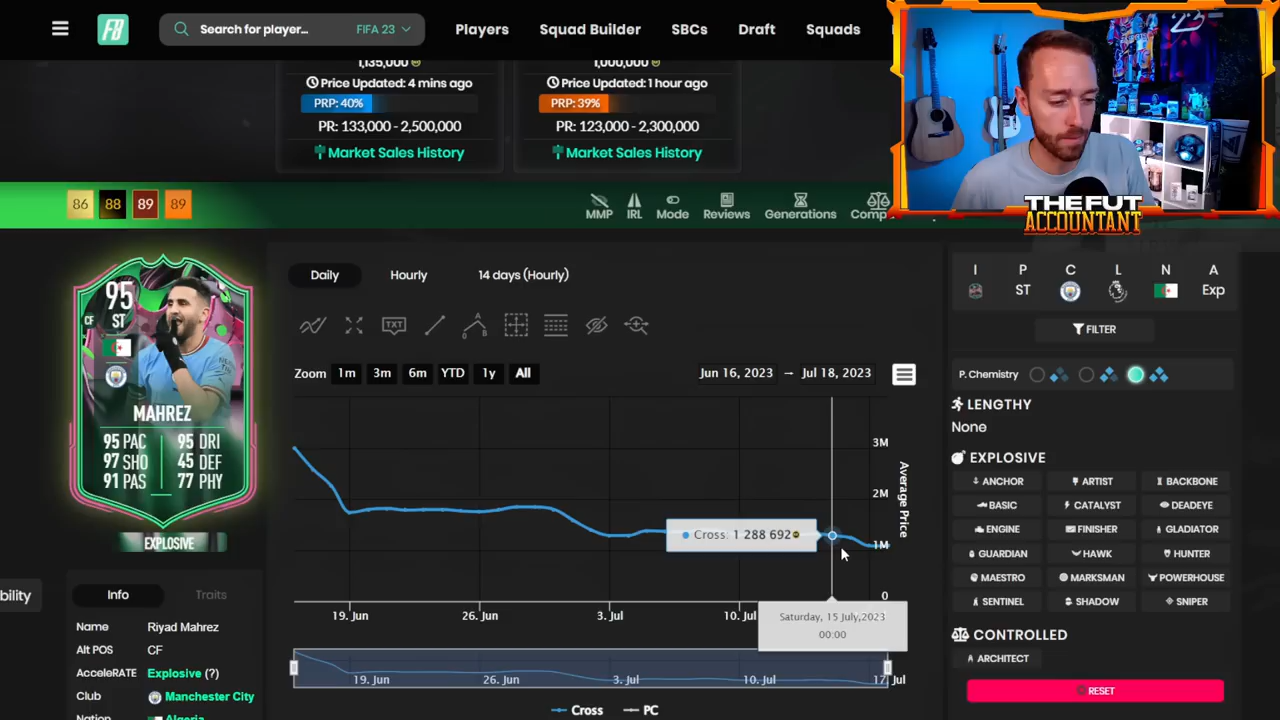 F8
Search for player...
FIFA 23
Players
Squad Builder
SBCs
Draft
Squads
1,135,000
1,000,000
Price Updated: 4 mins ago
Price Updated: 1 hour ago
PRP: 40%
PRP: 39%
PR: 133,000 - 2,500,000
PR: 123,000 - 2,300,000
Market Sales History
Market Sales History
THE FUT
ACCOUNTANT
86
88
89
89
MMP
IRL
Mode
Reviews
Generations
Comp
Daily
Hourly
14 days (Hourly)
I
P
C
L
N
A
ST
Exp
FILTER
TXT
Zoom
1m
3m
6m
YTD
1y
All
Jun 16, 2023
→
Jul 18, 2023
P. Chemistry
95
ST
CF
MAHREZ
95 PAC
95 DRI
97 SHO
45 DEF
91 PAS
77 PHY
EXPLOSIVE
3M
2M
1M
0
Average Price
Cross: 1 288 692
19. Jun
26. Jun
3. Jul
10. Jul
Saturday, 15 July, 2023
00:00
19. Jun
26. Jun
3. Jul
10. Jul
17. Jul
Cross
PC
LENGTHY
None
EXPLOSIVE
ANCHOR
ARTIST
BACKBONE
BASIC
CATALYST
DEADEYE
ENGINE
FINISHER
GLADIATOR
GUARDIAN
HAWK
HUNTER
MAESTRO
MARKSMAN
POWERHOUSE
SENTINEL
SHADOW
SNIPER
CONTROLLED
ARCHITECT
RESET
bility
Info
Traits
Name
Riyad Mahrez
Alt POS
CF
AcceleRATE
Explosive (?)
Club
Manchester City
Nation
Algeria